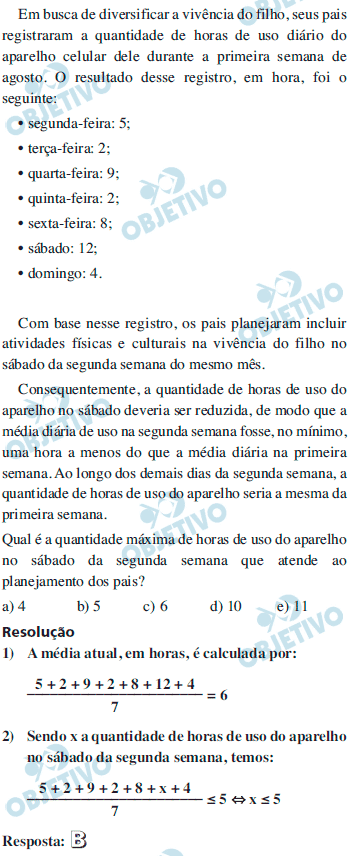 Em busca de diversificar a vivência do filho, seus pais
registraram a quantidade de horas de uso diário do
aparelho celular dele durante a primeira semana de
agosto. O resultado desse registro, em hora, foi o
seguinte:
• segunda-feira: 5;
• terça-feira: 2;
• quarta-feira: 9;
• quinta-feira: 2;
• sexta-feira: 8;
• sábado: 12;
• domingo: 4.
Com base nesse registro, os pais planejaram incluir
atividades físicas e culturais na vivência do filho no
sábado da segunda semana do mesmo mês.
Consequentemente, a quantidade de horas de uso do
aparelho no sábado deveria ser reduzida, de modo que a
média diária de uso na segunda semana fosse, no mínimo,
uma hora a menos do que a média diária na primeira
semana. Ao longo dos demais dias da segunda semana, a
quantidade de horas de uso do aparelho seria a mesma da
primeira semana.
Qual é a quantidade máxima de horas de uso do aparelho
no sábado da segunda semana que atende ao
planejamento dos pais?
a) 4 b) 5 c) 6 d) 10 e) 11
Resolução
1) A média atual, em horas, é calculada por:
5 + 2 + 9 + 2 + 8 + 12 + 4
7
= 6
2) Sendo x a quantidade de horas de uso do aparelho
no sábado da segunda semana, temos:
5 + 2 + 9 + 2 + 8 + x + 4
7
≤ 5 ⇔ x ≤ 5
Resposta: B
OBJETIVO
OBJETIVO
OBJETIVO
OBJETIVO
OBJETIVO
OBJETIVO
OBJETIVO
OBJETIVO